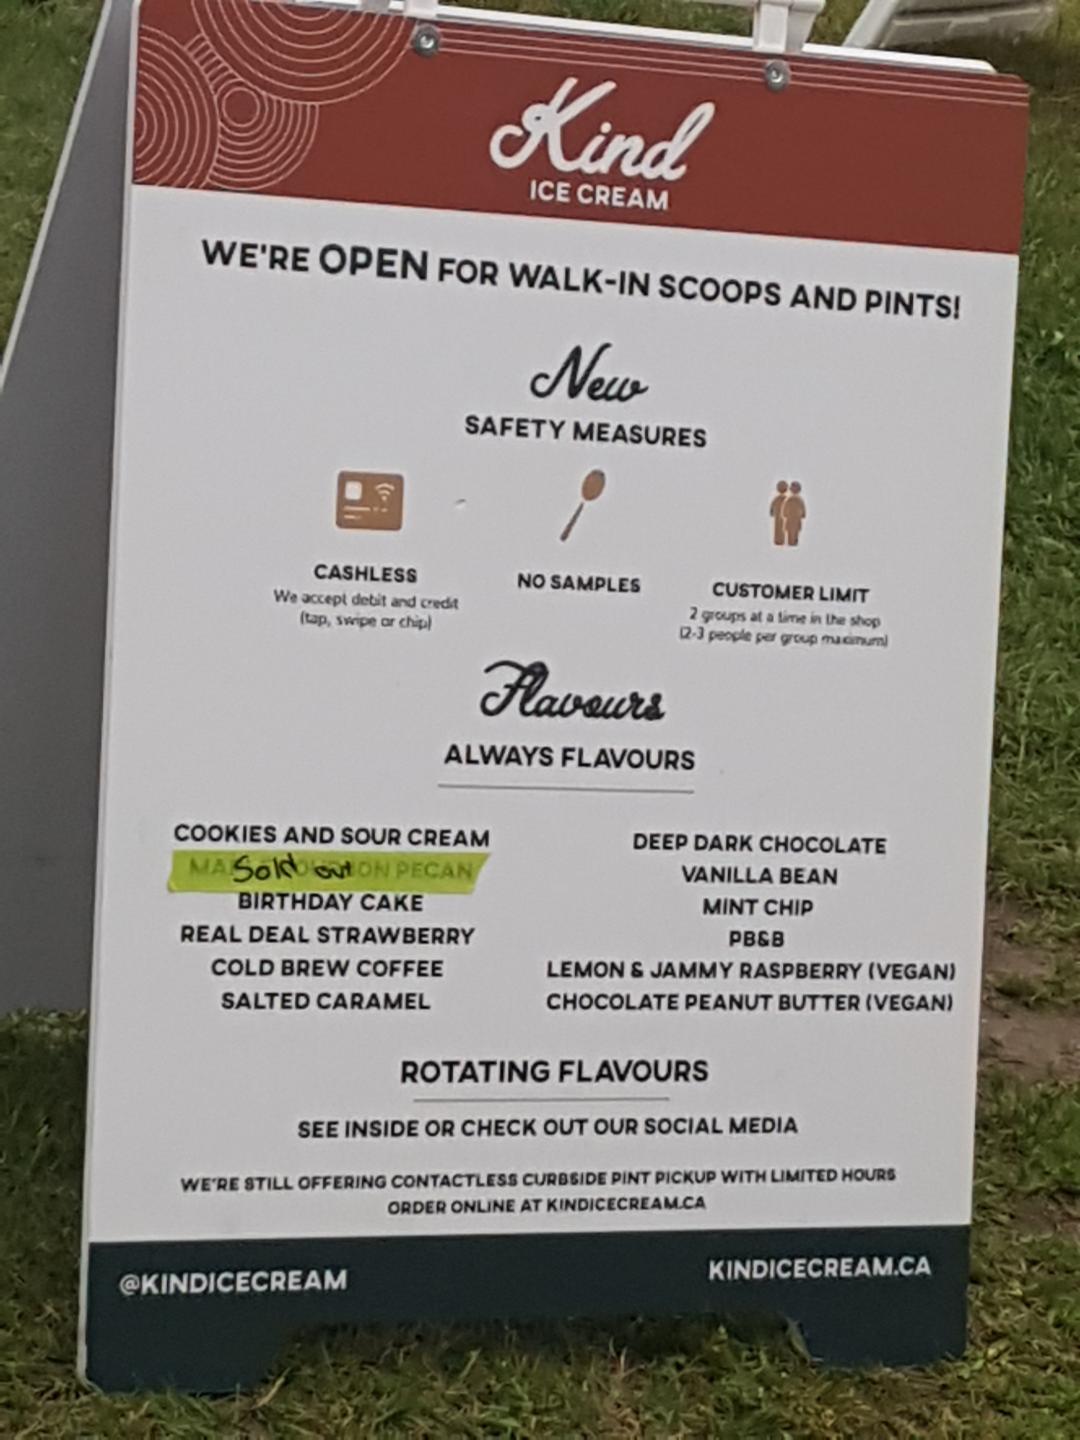 Kind
ICE CREAM
WE'RE OPEN FOR WALK-IN SCOOPS AND PINTS!
New
SAFETY MEASURES
CASHLESS
We accept debit and credit
(tap, swipe or chip)
NO SAMPLES
CUSTOMER LIMIT
2 groups at a time in the shop
(2-3 people per group maximum)
Flavours
ALWAYS FLAVOURS
COOKIES AND SOUR CREAM
Sold out
PECAN
BIRTHDAY CAKE
REAL DEAL STRAWBERRY
COLD BREW COFFEE
SALTED CARAMEL
DEEP DARK CHOCOLATE
VANILLA BEAN
MINT CHIP
PB&B
LEMON & JAMMY RASPBERRY (VEGAN)
CHOCOLATE PEANUT BUTTER (VEGAN)
ROTATING FLAVOURS
SEE INSIDE OR CHECK OUT OUR SOCIAL MEDIA
WE'RE STILL OFFERING CONTACTLESS CURBSIDE PINT PICKUP WITH LIMITED HOURS
ORDER ONLINE AT KINDICECREAM.CA
@KINDICECREAM
KINDICECREAM.CA